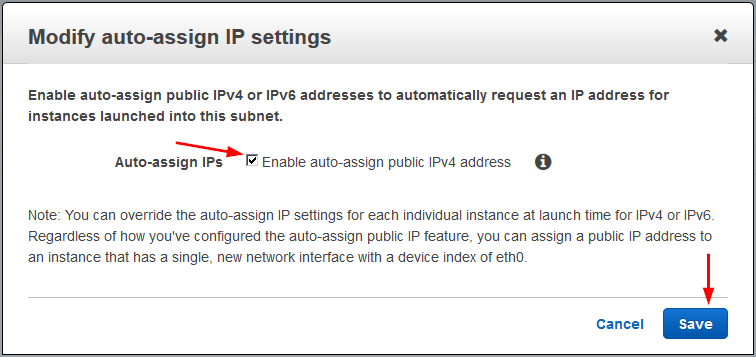 Modify auto-assign IP settings
Enable auto-assign public IPv4 or IPv6 addresses to automatically request an IP address for
instances launched into this subnet.
Auto-assign IPs Enable auto-assign public IPv4 address
Note: You can override the auto-assign IP settings for each individual instance at launch time for IPv4 or IPv6.
Regardless of how you've configured the auto-assign public IP feature, you can assign a public IP address to
an instance that has a single, new network interface with a device index of eth0.
Cancel Save